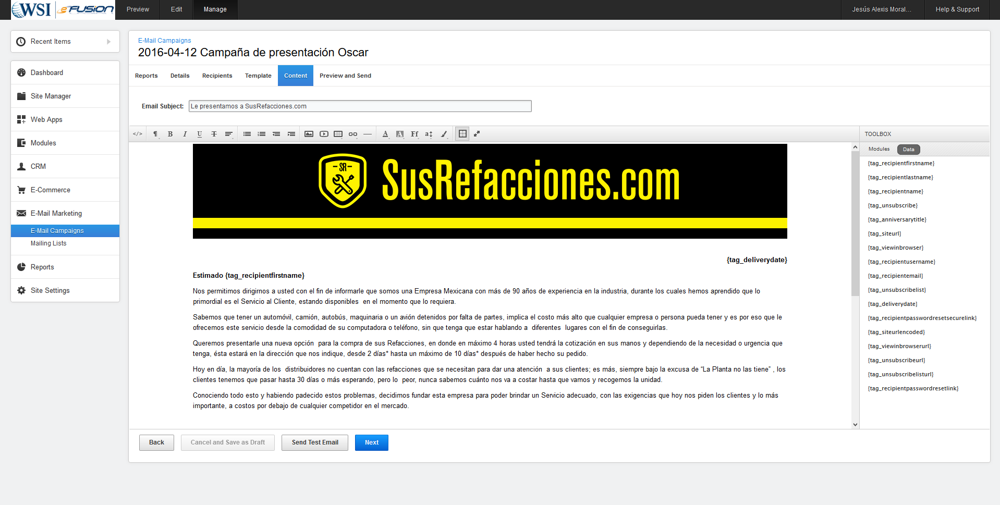 WSI eFUSION Preview Edit Manage Jesús Alexis Moral... Help & Support
Recent Items
Dashboard
Site Manager
Web Apps
Modules
CRM
E-Commerce
E-Mail Marketing
E-Mail Campaigns
Mailing Lists
Reports
Site Settings
E-Mail Campaigns
2016-04-12 Campaña de presentación Oscar
Reports Details Recipients Template Content Preview and Send
Email Subject: Le presentamos a SusRefacciones.com
</> ¶ B I U T A A Ff a
SR
SusRefacciones.com
{tag_deliverydate}
Estimado {tag_recipientfirstname}
Nos permitimos dirigirnos a usted con el fin de informarle que somos una Empresa Mexicana con más de 90 años de experiencia en la industria, durante los cuales hemos aprendido que lo
primordial es el Servicio al Cliente, estando disponibles  en el momento que lo requiera.
Sabemos que tener un automóvil, camión, autobús, maquinaria o un avión detenidos por falta de partes, implica el costo más alto que cualquier empresa o persona pueda tener y es por eso que le
ofrecemos este servicio desde la comodidad de su computadora o teléfono, sin que tenga que estar hablando a  diferentes  lugares con el fin de conseguirlas.
Queremos presentarle una nueva opción  para la compra de sus Refacciones, en donde en máximo 4 horas usted tendrá la cotización en sus manos y dependiendo de la necesidad o urgencia que
tenga, ésta estará en la dirección que nos indique, desde 2 días* hasta un máximo de 10 días* después de haber hecho su pedido.
Hoy en día, la mayoría de los  distribuidores no cuentan con las refacciones que se necesitan para dar una atención  a sus clientes; es más, siempre bajo la excusa de “La Planta no las tiene” , los
clientes tenemos que pasar hasta 30 días o más esperando, pero lo  peor, nunca sabemos cuánto nos va a costar hasta que vamos y recogemos la unidad.
Conociendo todo esto y habiendo padecido estos problemas, decidimos fundar esta empresa para poder brindar un Servicio adecuado, con las exigencias que hoy nos piden los clientes y lo más
importante, a costos por debajo de cualquier competidor en el mercado.
TOOLBOX
Modules Data
{tag_recipientfirstname}
{tag_recipientlastname}
{tag_recipientname}
{tag_unsubscribe}
{tag_anniversarytitle}
{tag_siteurl}
{tag_viewinbrowser}
{tag_recipientusername}
{tag_recipientemail}
{tag_unsubscribelist}
{tag_deliverydate}
{tag_recipientpasswordresetsecurelink}
{tag_siteurlencoded}
{tag_viewinbrowserurl}
{tag_unsubscribeurl}
{tag_unsubscribelisturl}
{tag_recipientpasswordresetlink}
Back Cancel and Save as Draft Send Test Email Next